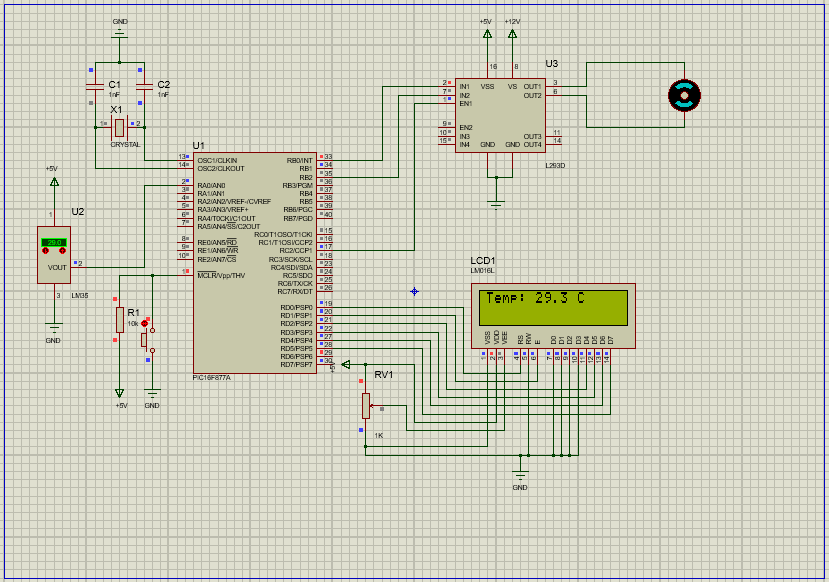 GND
C1
1nF
C2
1nF
X1
1
2
CRYSTAL
+5V
U2
1
29.0
VOUT
2
3
LM35
GND
U1
13 OSC1/CLKIN
14 OSC2/CLKOUT
2 RA0/AN0
3 RA1/AN1
4 RA2/AN2/VREF-/CVREF
5 RA3/AN3/VREF+
6 RA4/T0CKI/C1OUT
7 RA5/AN4/SS/C2OUT
8 RE0/AN5/RD
9 RE1/AN6/WR
10 RE2/AN7/CS
1 MCLR/Vpp/THV
RB0/INT 33
RB1 34
RB2 35
RB3/PGM 36
RB4 37
RB5 38
RB6/PGC 39
RB7/PGD 40
RC0/T1OSO/T1CKI 15
RC1/T1OSI/CCP2 16
RC2/CCP1 17
RC3/SCK/SCL 18
RC4/SDI/SDA 23
RC5/SDO 24
RC6/TX/CK 25
RC7/RX/DT 26
RD0/PSP0 19
RD1/PSP1 20
RD2/PSP2 21
RD3/PSP3 22
RD4/PSP4 27
RD5/PSP5 28
RD6/PSP6 29
RD7/PSP7 30
PIC16F877A
R1
10k
+5V
GND
+5V
+12V
U3
16
8
2 IN1
7 IN2
1 EN1
9 EN2
10 IN3
15 IN4
VSS
VS
OUT1 3
OUT2 6
OUT3 11
OUT4 14
GND
GND
L293D
LCD1
LM016L
Temp: 29.3 C
VSS
VDD
VEE
RS
RW
E
D0
D1
D2
D3
D4
D5
D6
D7
1
2
3
4
5
6
7
8
9
10
11
12
13
14
+5V
RV1
1K
GND